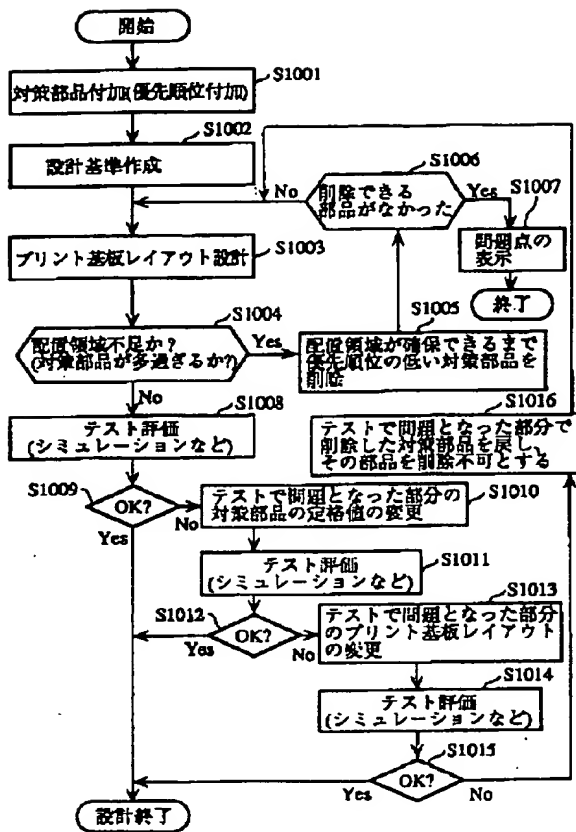 開始
S1001
対策部品付加(優先順位付加)
S1002
設計基準作成
S1006
削除できる
部品がなかった
No
Yes
S1007
問題点の
表示
終了
S1003
プリント基板レイアウト設計
S1004
配置領域不足か?
(対策部品が多過ぎるか?)
Yes
No
S1005
配置領域が確保できるまで
優先順位の低い対策部品を
削除
S1008
テスト評価
(シミュレーションなど)
S1016
テストで問題となった部分で
削除した対策部品を戻し、
その部品を削除不可とする
S1009
OK?
Yes
No
S1010
テストで問題となった部分の
対策部品の定格値の変更
S1011
テスト評価
(シミュレーションなど)
S1012
OK?
Yes
No
S1013
テストで問題となった部分
のプリント基板レイアウト
の変更
S1014
テスト評価
(シミュレーションなど)
S1015
OK?
Yes
No
設計終了